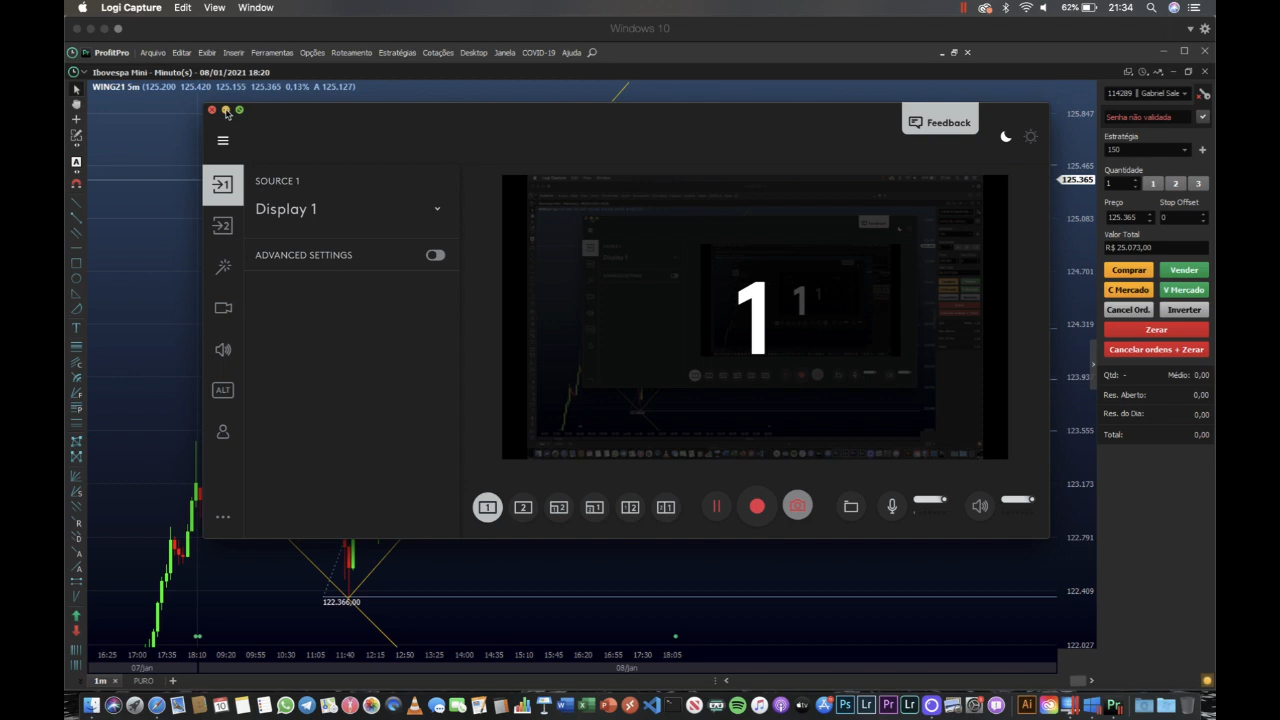 Logi Capture Edit View Window 62% 21:34
Windows 10
ProfitPro Arquivo Editar Exibir Inserir Ferramentas Opções Roteamento Estratégias Cotações Desktop Janela COVID-19 Ajuda
Ibovespa Mini - Minuto(s) - 08/01/2021 18:20
WING21 5m (125.200 125.420 125.155 125.365 0,13% A 125.127)
Feedback
SOURCE 1
Display 1
ADVANCED SETTINGS
ALT
1
1 2
122.366,00
125.847
125.465
125.365
125.083
124.701
124.319
123.937
123.555
123.173
122.791
122.409
122.027
114289 || Gabriel Sale
Senha não validada
Estratégia
150
Quantidade
1 1 2 3
Preço Stop Offset
125.365 0
Valor Total
R$ 25.073,00
Comprar Vender
C Mercado V Mercado
Cancel Ord. Inverter
Zerar
Cancelar ordens + Zerar
Qtd: - Médio: 0,00
Res. Aberto: 0,00
Res. do Dia: 0,00
Total: 0,00
16:25 17:00 17:35 18:10 09:20 09:55 10:30 11:05 11:40 12:15 12:50 13:25 14:00 14:35 15:10 15:45 16:20 16:55 17:30 18:05
07/jan 08/jan
1m PURO